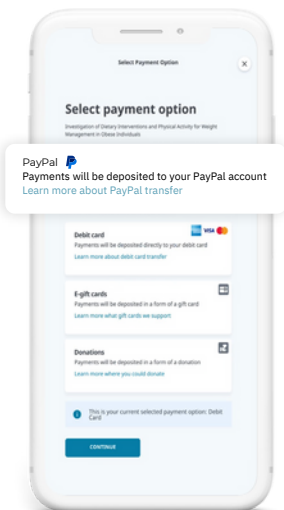 Select Payment Option
Select payment option
Investigation of Dietary Interventions and Physical Activity for Weight
Management in Obese Individuals
PayPal
Payments will be deposited to your PayPal account
Learn more about PayPal transfer
Debit card
VISA
Payments will be deposited directly to your debit card
Learn more about debit card transfer
E-gift cards
Payments will be deposited in a form of a gift card
Learn more what gift cards we support
Donations
Payments will be deposited in a form of a donation
Learn more where you could donate
This is your current selected payment option: Debit
Card
CONTINUE